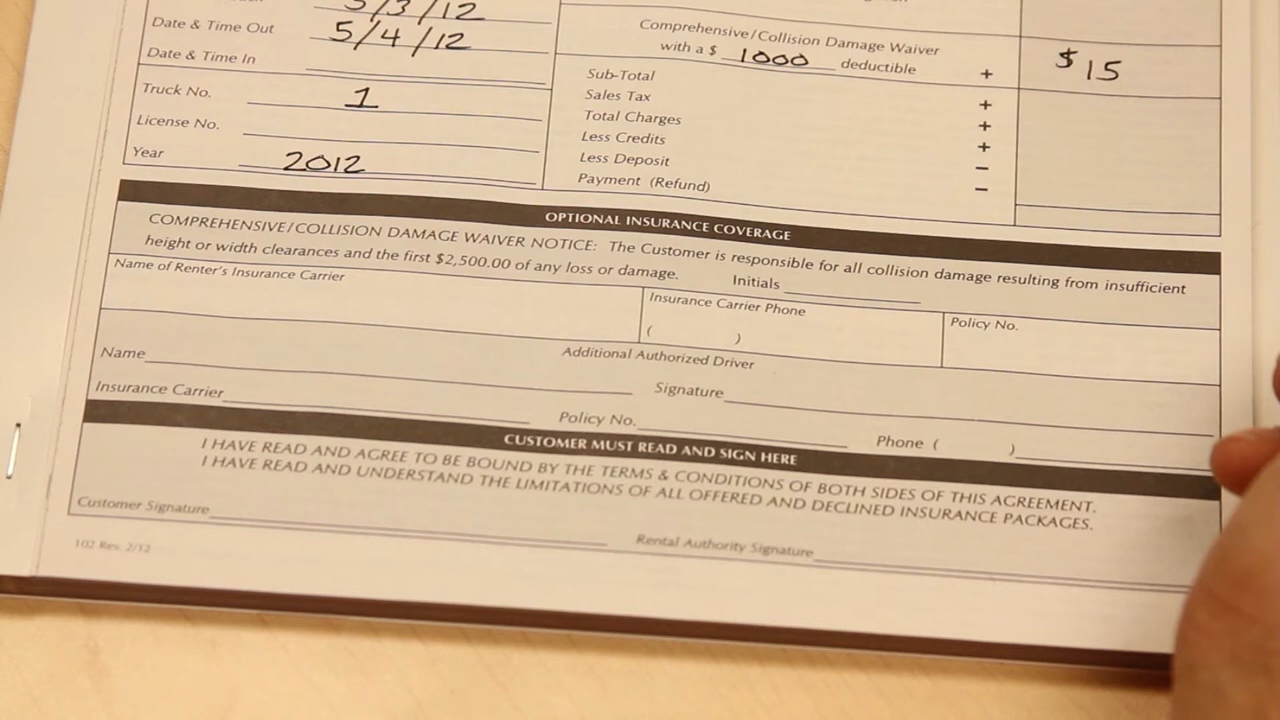 5/3/12
Date & Time Out 5/4/12
Date & Time In
Truck No. 1
License No.
Year 2012
Comprehensive/Collision Damage Waiver
with a $ 1000 deductible + $15
Sub-Total +
Sales Tax +
Total Charges +
Less Credits −
Less Deposit −
Payment (Refund)
OPTIONAL INSURANCE COVERAGE
COMPREHENSIVE/COLLISION DAMAGE WAIVER NOTICE: The Customer is responsible for all collision damage resulting from insufficient
height or width clearances and the first $2,500.00 of any loss or damage. Initials
Name of Renter's Insurance Carrier
Insurance Carrier Phone
( )
Policy No.
Additional Authorized Driver
Name
Signature
Insurance Carrier
Policy No.
Phone ( )
CUSTOMER MUST READ AND SIGN HERE
I HAVE READ AND AGREE TO BE BOUND BY THE TERMS & CONDITIONS OF BOTH SIDES OF THIS AGREEMENT.
I HAVE READ AND UNDERSTAND THE LIMITATIONS OF ALL OFFERED AND DECLINED INSURANCE PACKAGES.
Customer Signature
Rental Authority Signature
102 Rev. 2/12